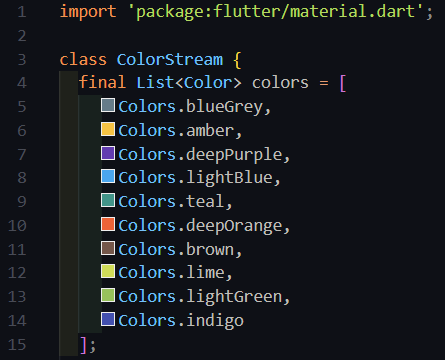 1 import 'package:flutter/material.dart';
2
3 class ColorStream {
4 final List<Color> colors = [
5 Colors.blueGrey,
6 Colors.amber,
7 Colors.deepPurple,
8 Colors.lightBlue,
9 Colors.teal,
10 Colors.deepOrange,
11 Colors.brown,
12 Colors.lime,
13 Colors.lightGreen,
14 Colors.indigo
15 ];